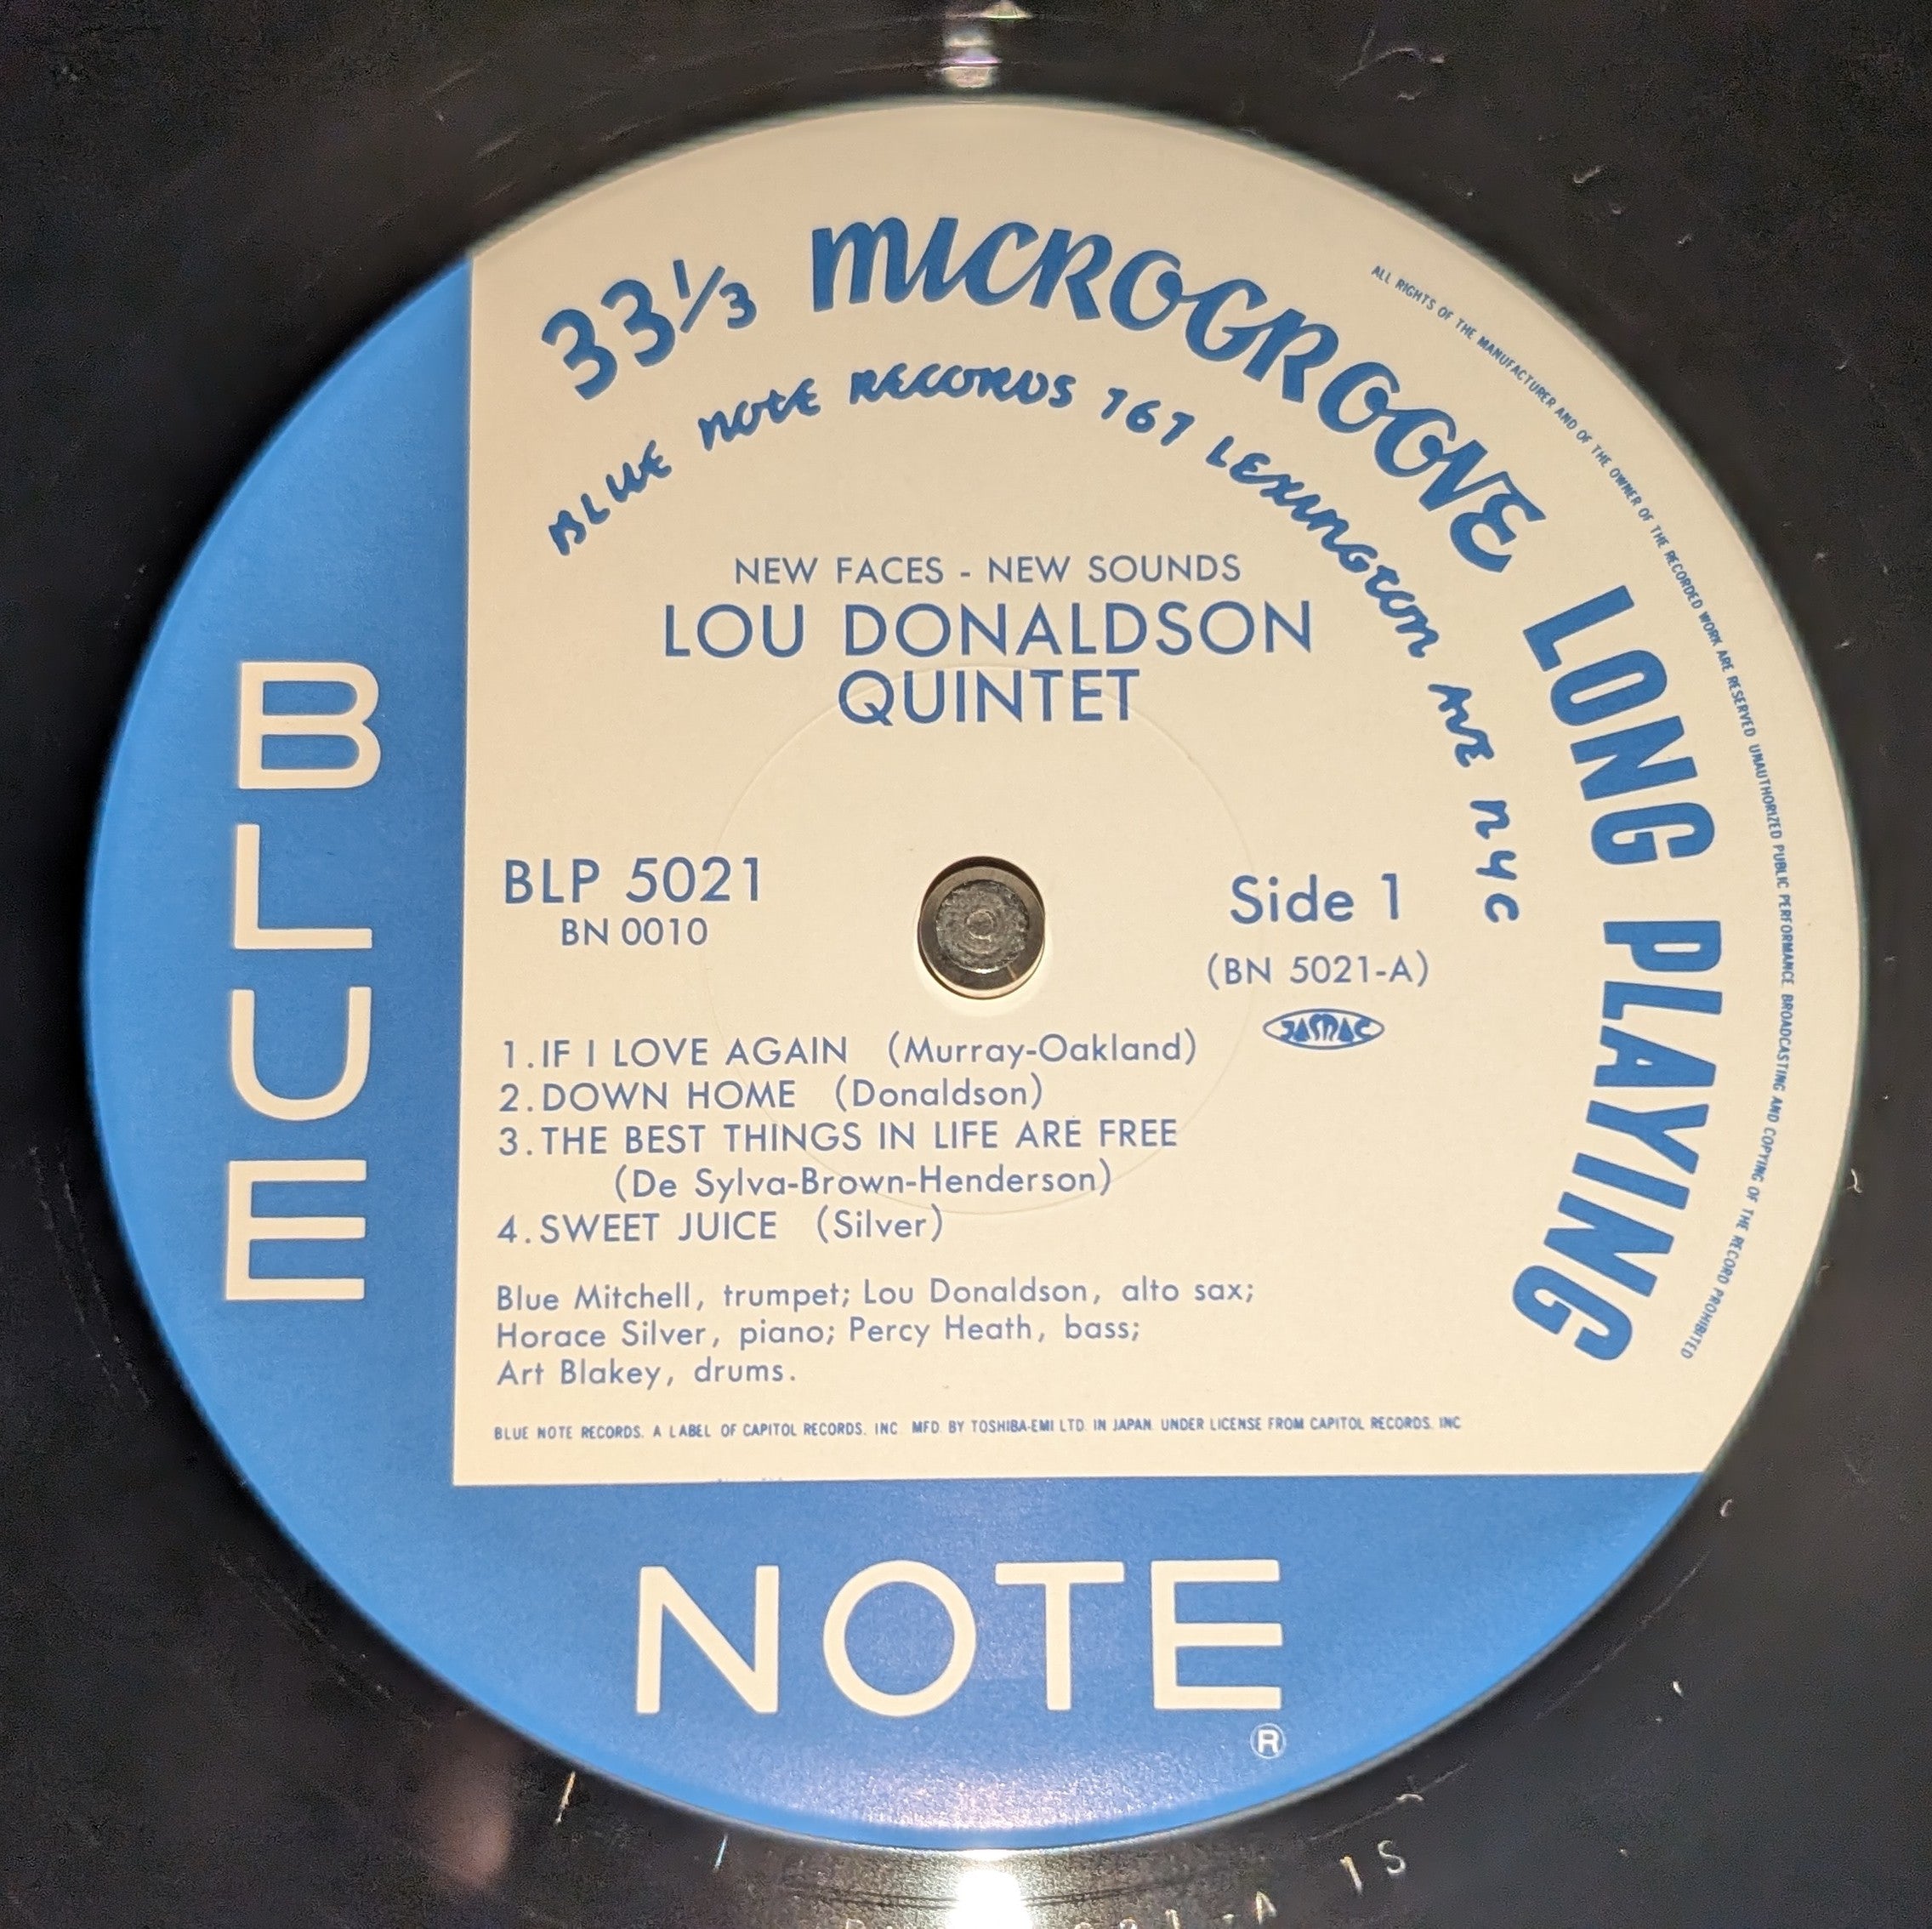 33⅓ MICROGROOVE LONG PLAYING
BLUE NOTE RECORDS 767 LEXINGTON AVE NYC
ALL RIGHTS OF THE MANUFACTURER AND OF THE OWNER OF THE RECORDED WORK ARE RESERVED UNAUTHORIZED PUBLIC PERFORMANCE BROADCASTING AND COPYING OF THE RECORD PROHIBITED
NEW FACES - NEW SOUNDS
LOU DONALDSON
QUINTET
BLP 5021
BN 0010
Side 1
(BN 5021-A)
JASRAC
1. IF I LOVE AGAIN (Murray-Oakland)
2. DOWN HOME (Donaldson)
3. THE BEST THINGS IN LIFE ARE FREE
(De Sylva-Brown-Henderson)
4. SWEET JUICE (Silver)
Blue Mitchell, trumpet; Lou Donaldson, alto sax;
Horace Silver, piano; Percy Heath, bass;
Art Blakey, drums.
BLUE NOTE RECORDS. A LABEL OF CAPITOL RECORDS. INC MFD. BY TOSHIBA-EMI LTD. IN JAPAN. UNDER LICENSE FROM CAPITOL RECORDS. INC
BLUE
NOTE
®
-A 1S